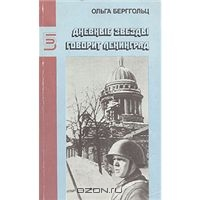 ОЛЬГА БЕРГГОЛЬЦ
ДНЕВНЫЕ ЗВЕЗДЫ
ГОВОРИТ ЛЕНИНГРАД
OZON.RU